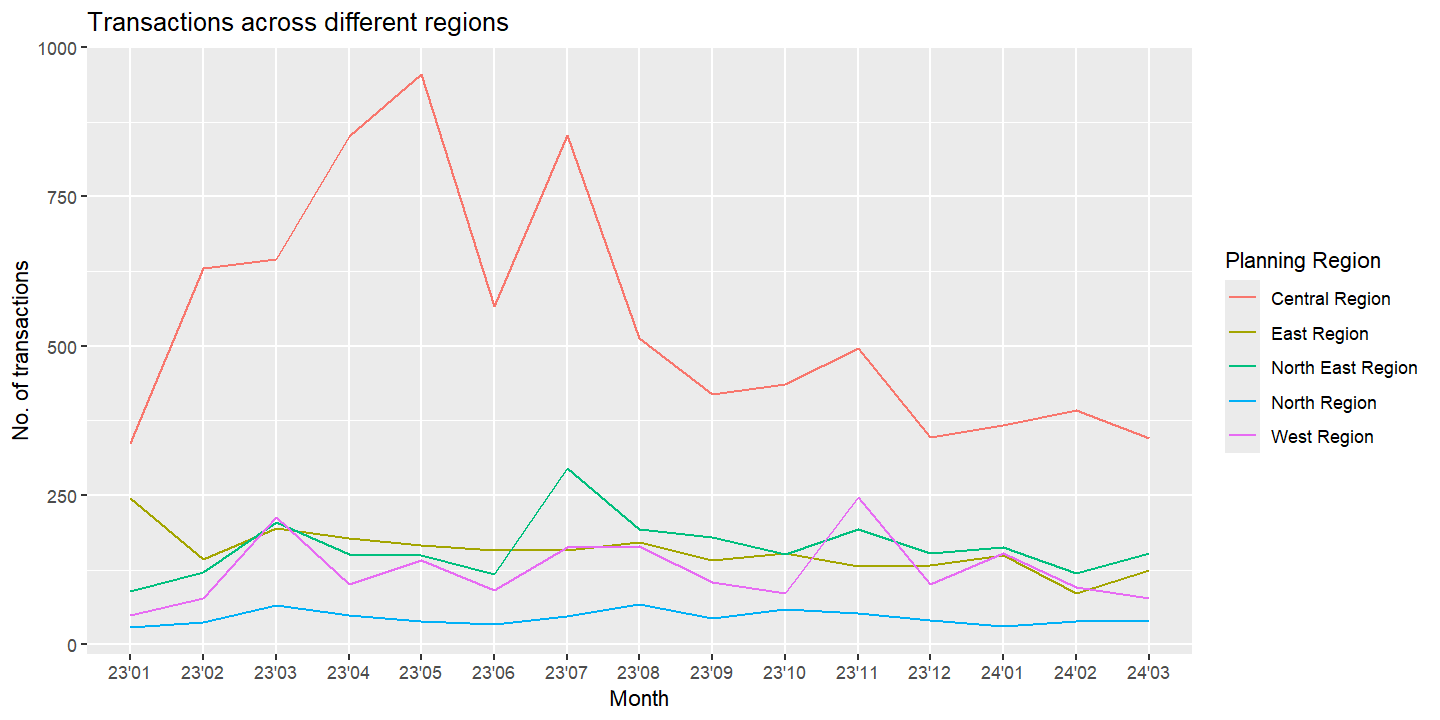 Transactions across different regions
1000
750
500
250
0
No. of transactions
23'01 23'02 23'03 23'04 23'05 23'06 23'07 23'08 23'09 23'10 23'11 23'12 24'01 24'02 24'03
Month
Planning Region
Central Region
East Region
North East Region
North Region
West Region